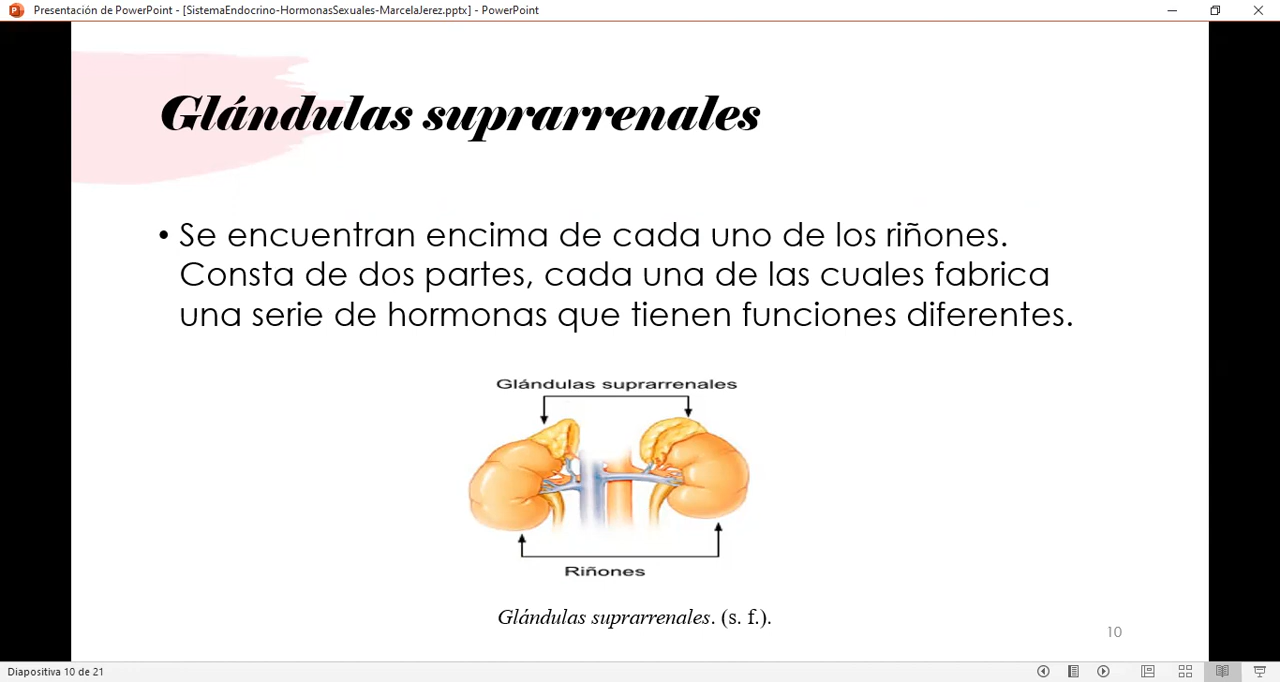 Presentación de PowerPoint - [SistemaEndocrino-HormonasSexuales-MarcelaJerez.pptx] - PowerPoint
Glándulas suprarrenales
• Se encuentran encima de cada uno de los riñones.
Consta de dos partes, cada una de las cuales fabrica
una serie de hormonas que tienen funciones diferentes.
Glándulas suprarrenales
Riñones
Glándulas suprarrenales. (s. f.).
10
Diapositiva 10 de 21